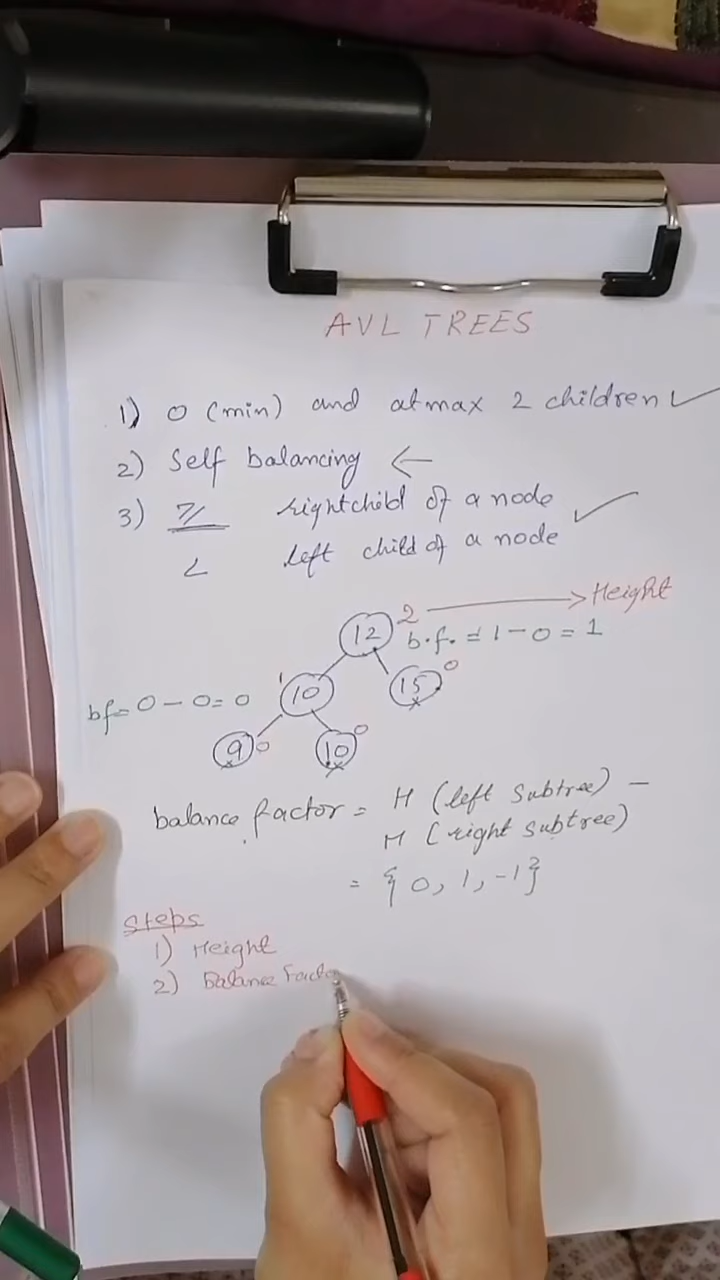 AVL TREES
1) 0 (min) and atmax 2 children ✓
2) Self balancing ←
3) ≥ rightchild of a node ✓
< left child of a node
2 → Height
12 b.f. = 1 - 0 = 1
bf = 0 - 0 = 0 1 10 15 0
9 0 10 0
balance factor = H (left subtree) -
H (right subtree)
= { 0, 1, -1 }
Steps
1) Height
2) Balance Facto